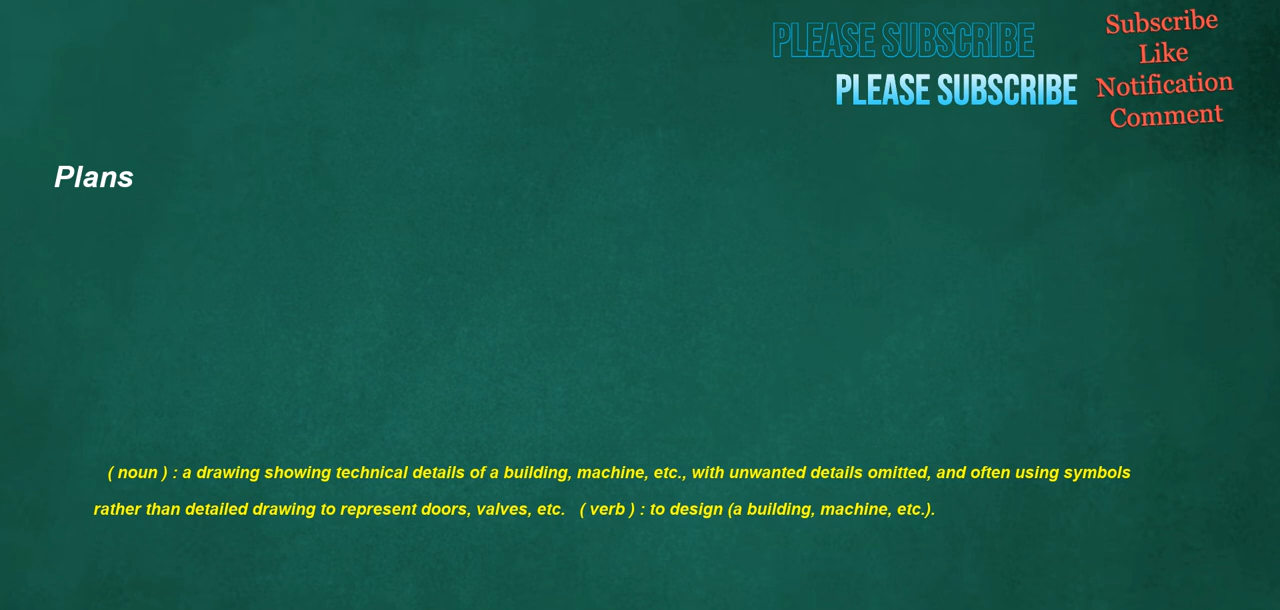 PLEASE SUBSCRIBE
PLEASE SUBSCRIBE
Subscribe
Like
Notification
Comment
Plans
( noun ) : a drawing showing technical details of a building, machine, etc., with unwanted details omitted, and often using symbols
rather than detailed drawing to represent doors, valves, etc. ( verb ) : to design (a building, machine, etc.).